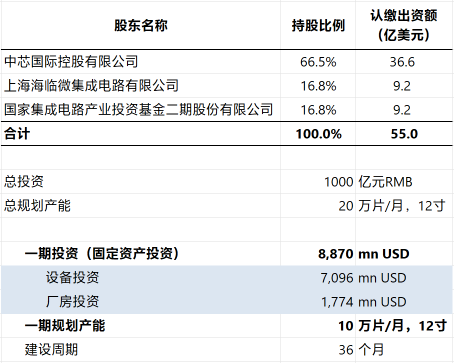 股东名称 持股比例 认缴出资额
（亿美元）
中芯国际控股有限公司 66.5% 36.6
上海海临微集成电路有限公司 16.8% 9.2
国家集成电路产业投资基金二期股份有限公司 16.8% 9.2
合计 100.0% 55.0
总投资 1000 亿元RMB
总规划产能 20 万片/月，12寸
一期投资（固定资产投资） 8,870 mn USD
设备投资 7,096 mn USD
厂房投资 1,774 mn USD
一期规划产能 10 万片/月，12寸
建设周期 36 个月